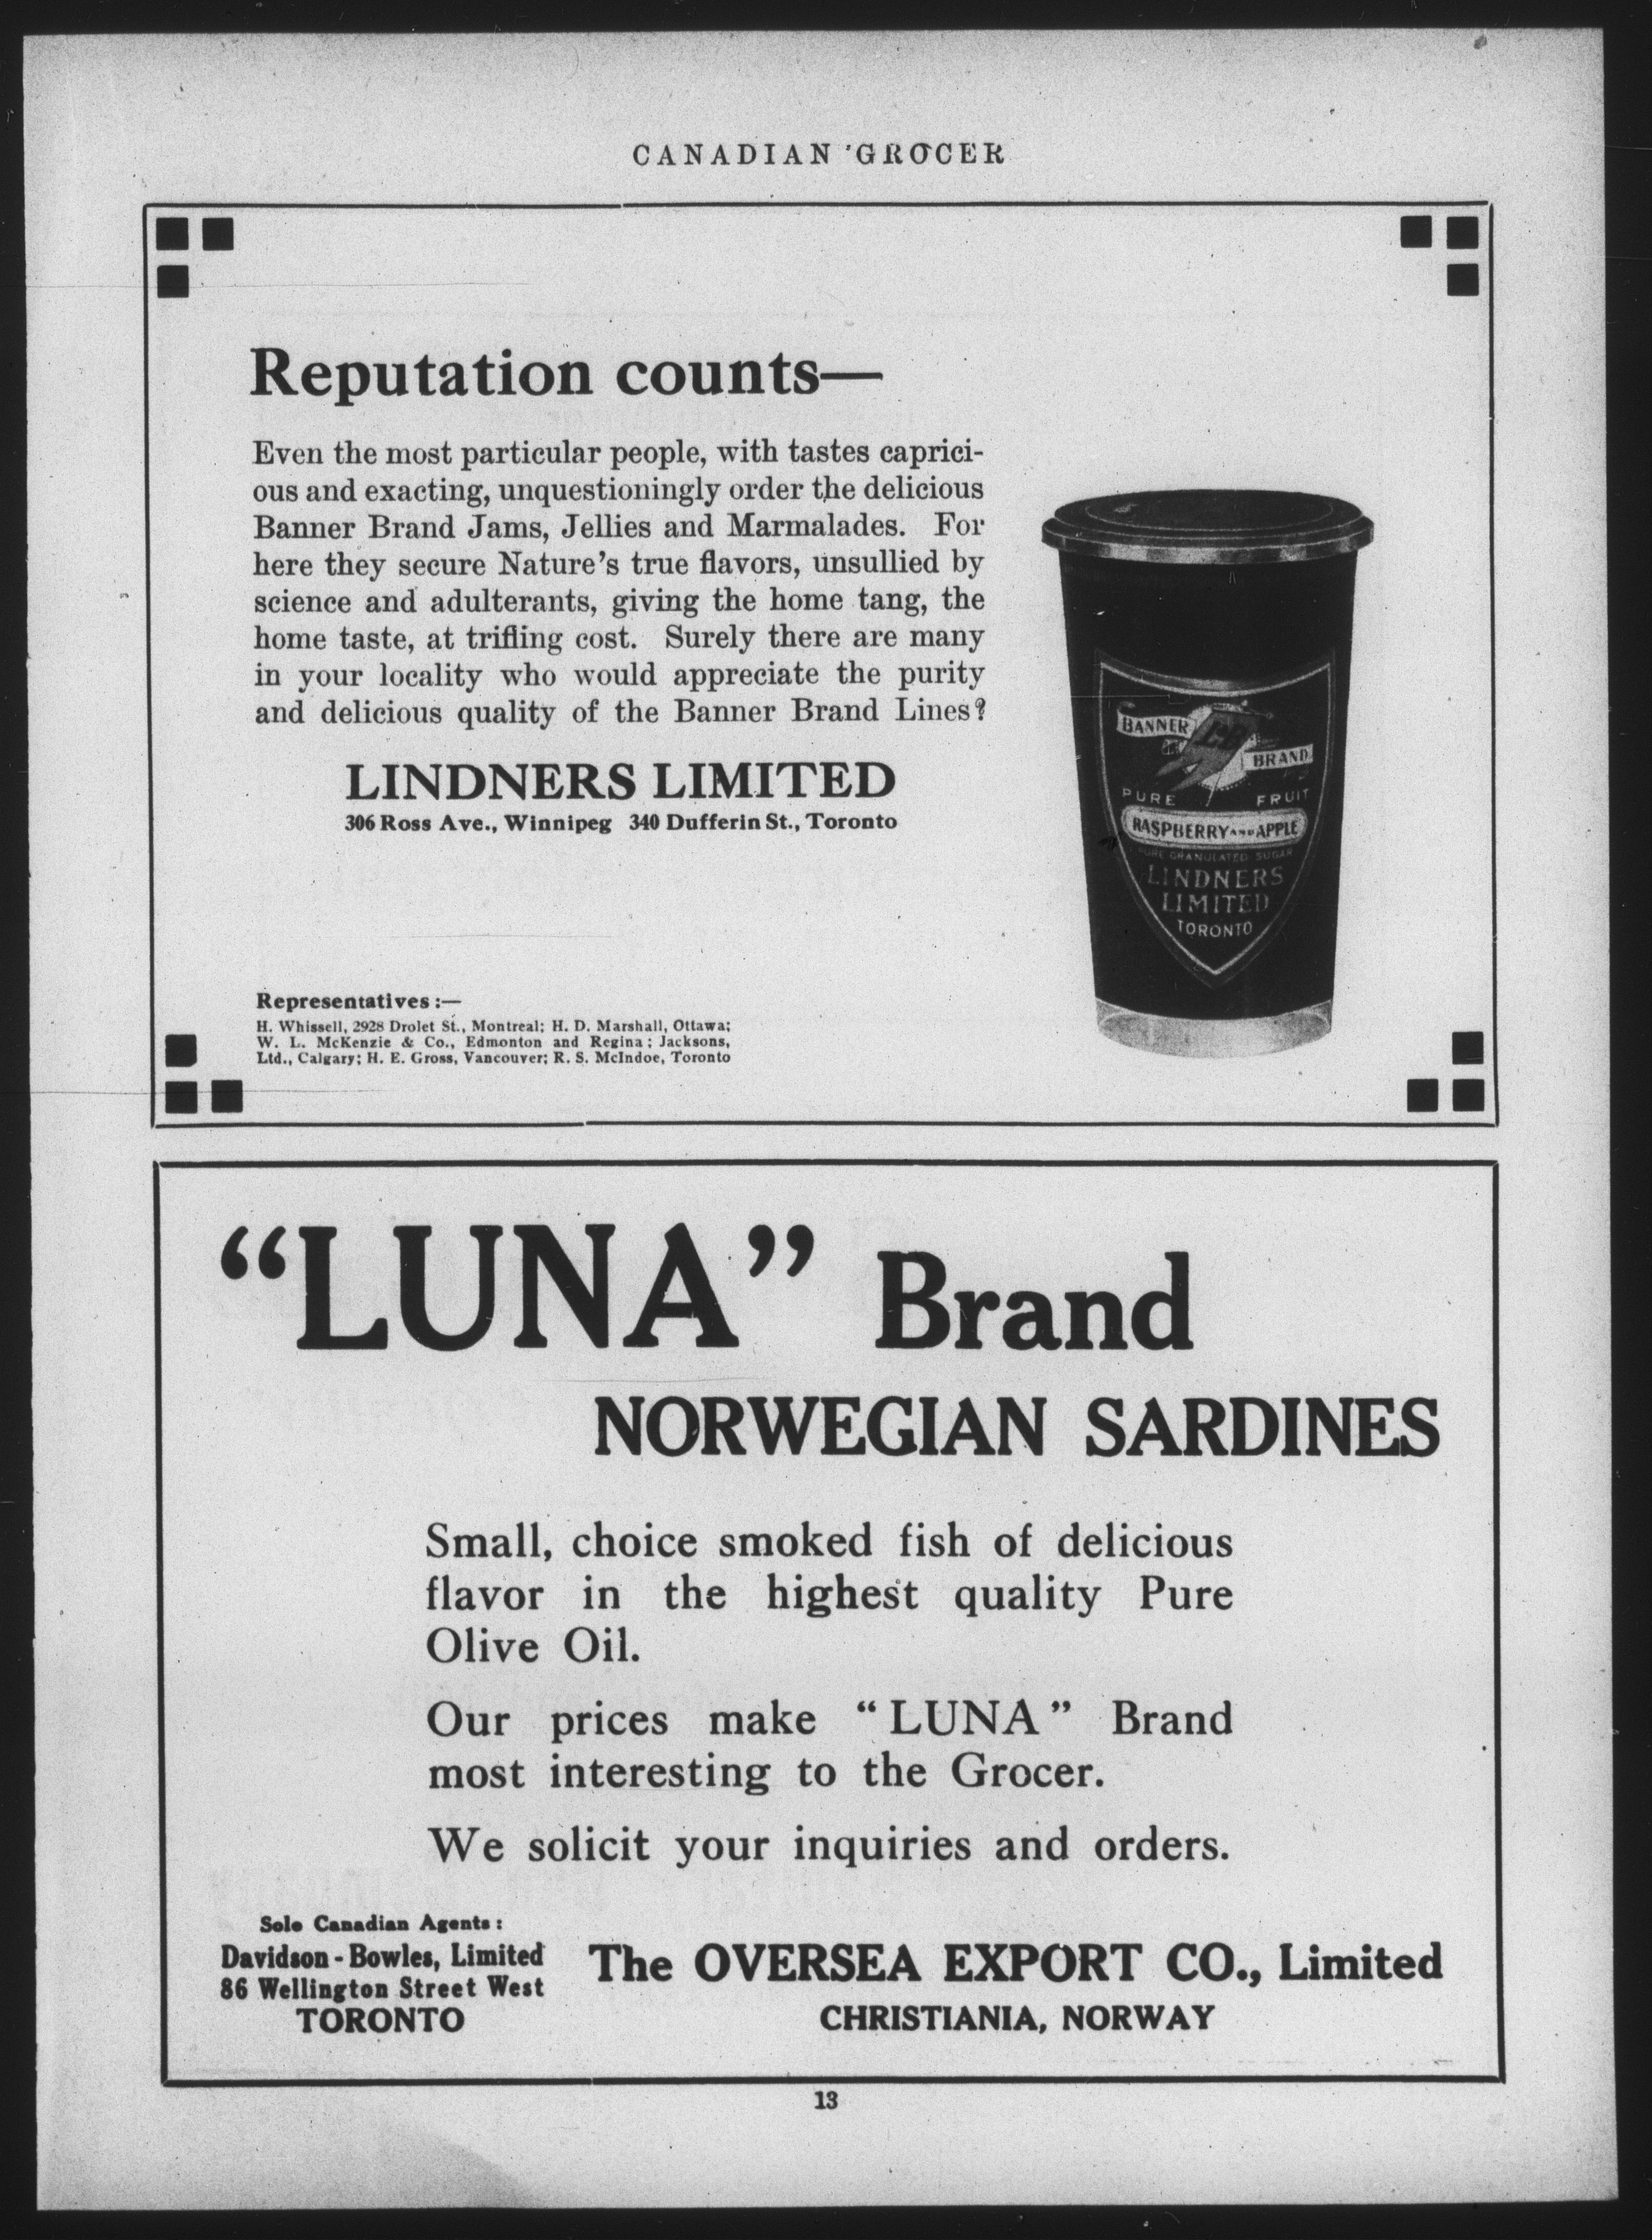 CANADIAN GROCER
Reputation counts—
Even the most particular people, with tastes caprici-
ous and exacting, unquestioningly order the delicious
Banner Brand Jams, Jellies and Marmalades. For
here they secure Nature's true flavors, unsullied by
science and adulterants, giving the home tang, the
home taste, at trifling cost. Surely there are many
in your locality who would appreciate the purity
and delicious quality of the Banner Brand Lines?
LINDNERS LIMITED
306 Ross Ave., Winnipeg 340 Dufferin St., Toronto
Representatives :—
H. Whissell, 2928 Drolet St., Montreal; H. D. Marshall, Ottawa;
W. L. McKenzie & Co., Edmonton and Regina; Jacksons,
Ltd., Calgary; H. E. Gross, Vancouver; R. S. McIndoe, Toronto
BANNER
BRAND
PURE FRUIT
RASPBERRY AND APPLE
PURE GRANULATED SUGAR
LINDNERS
LIMITED
TORONTO
“LUNA” Brand
NORWEGIAN SARDINES
Small, choice smoked fish of delicious
flavor in the highest quality Pure
Olive Oil.
Our prices make “LUNA” Brand
most interesting to the Grocer.
We solicit your inquiries and orders.
Sole Canadian Agents :
Davidson - Bowles, Limited
86 Wellington Street West
TORONTO
The OVERSEA EXPORT CO., Limited
CHRISTIANIA, NORWAY
13